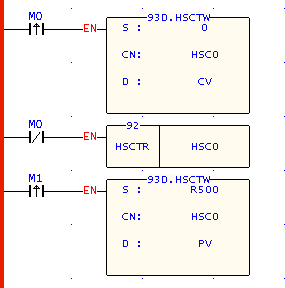 M0
EN
93D.HSCTW
S : 0
CN: HSC0
D : CV
M0
EN
92
HSCTR HSC0
M1
EN
93D.HSCTW
S : R500
CN: HSC0
D : PV